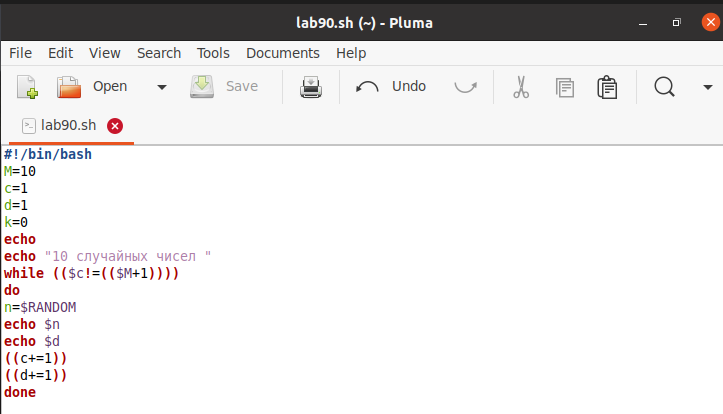 lab90.sh (~) - Pluma
File Edit View Search Tools Documents Help
Open Save Undo
lab90.sh
#!/bin/bash
M=10
c=1
d=1
k=0
echo
echo "10 случайных чисел "
while (($c!=(($M+1))))
do
n=$RANDOM
echo $n
echo $d
((c+=1))
((d+=1))
done